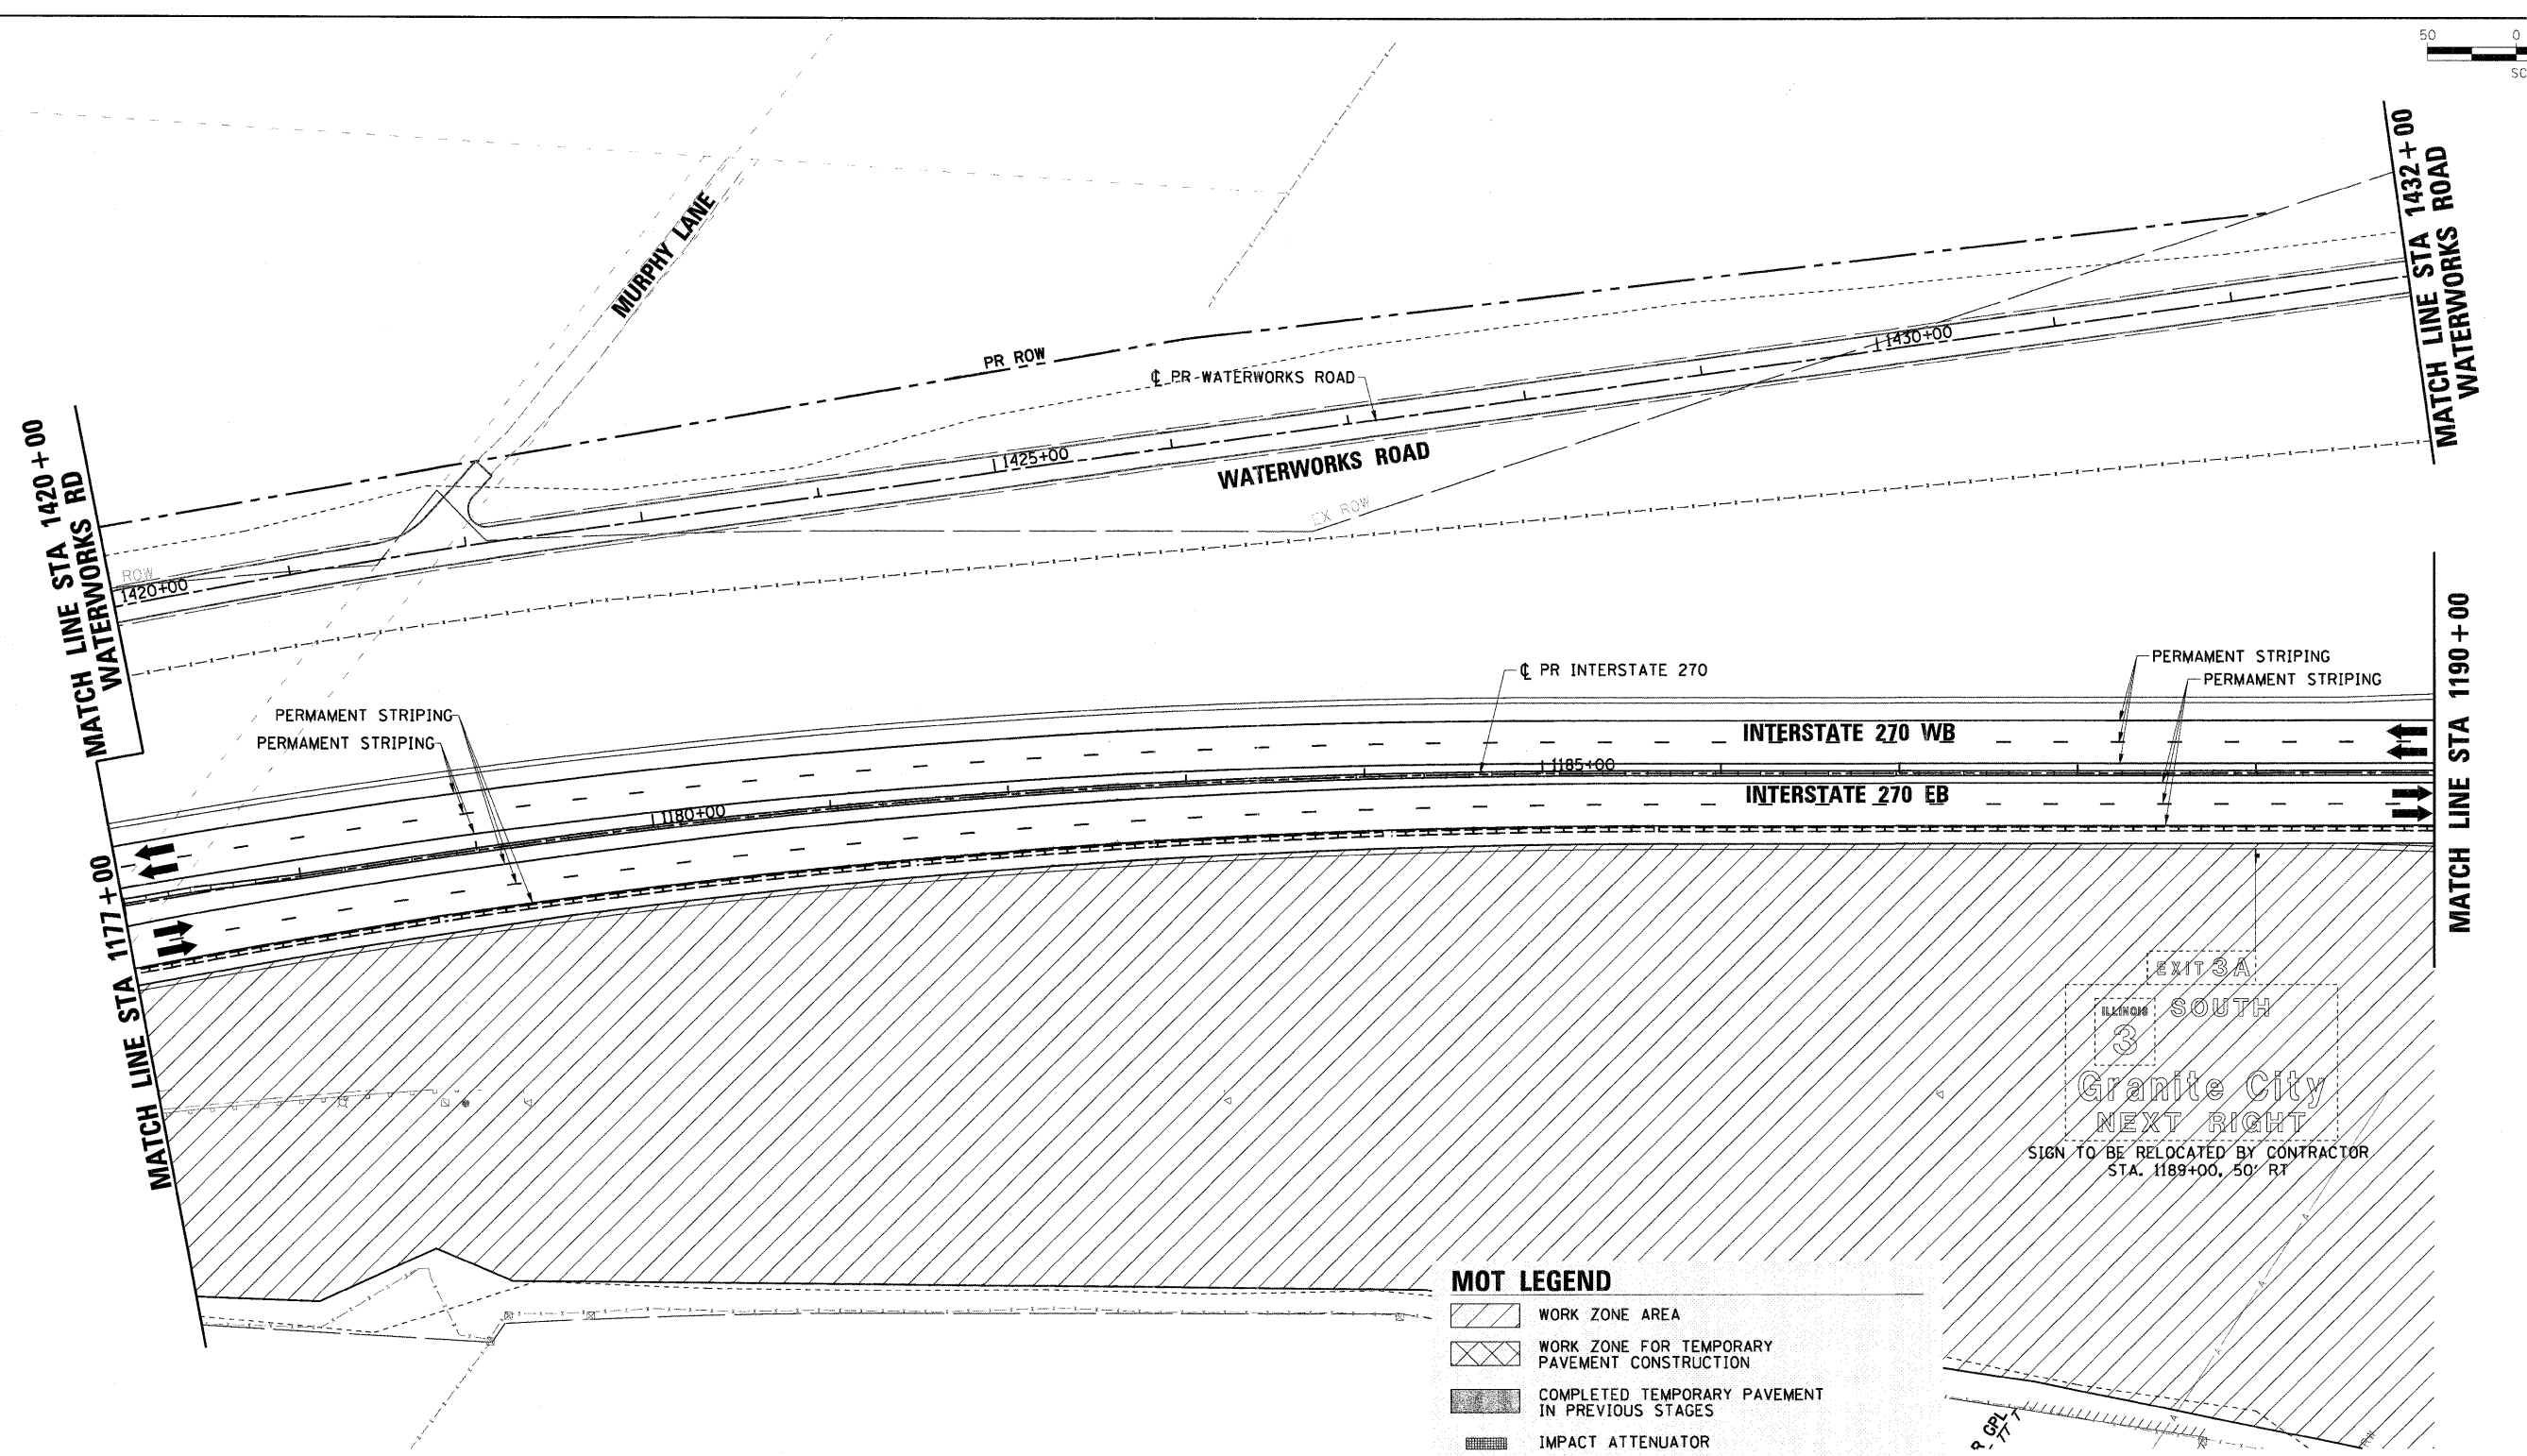 50 0
SC
MATCH LINE STA 1432+00
WATERWORKS ROAD
MURPHY LANE
PR ROW
℄ PR-WATERWORKS ROAD
1430+00
1425+00
WATERWORKS ROAD
EX ROW
MATCH LINE STA 1420+00
WATERWORKS RD
ROW
1420+00
℄ PR INTERSTATE 270
PERMAMENT STRIPING
PERMAMENT STRIPING
PERMAMENT STRIPING
PERMAMENT STRIPING
INTERSTATE 270 WB
1185+00
INTERSTATE 270 EB
1180+00
MATCH LINE STA 1190+00
MATCH LINE STA 1177+00
EXIT 3A
ILLINOIS
3
SOUTH
Granite City
NEXT RIGHT
SIGN TO BE RELOCATED BY CONTRACTOR
STA. 1189+00, 50' RT
MOT LEGEND
WORK ZONE AREA
WORK ZONE FOR TEMPORARY
PAVEMENT CONSTRUCTION
COMPLETED TEMPORARY PAVEMENT
IN PREVIOUS STAGES
IMPACT ATTENUATOR
GPL